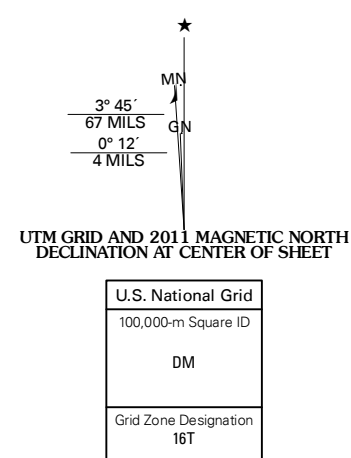 MN
3° 45´
67 MILS
GN
0° 12´
4 MILS
UTM GRID AND 2011 MAGNETIC NORTH
DECLINATION AT CENTER OF SHEET
U.S. National Grid
100,000-m Square ID
DM
Grid Zone Designation
16T